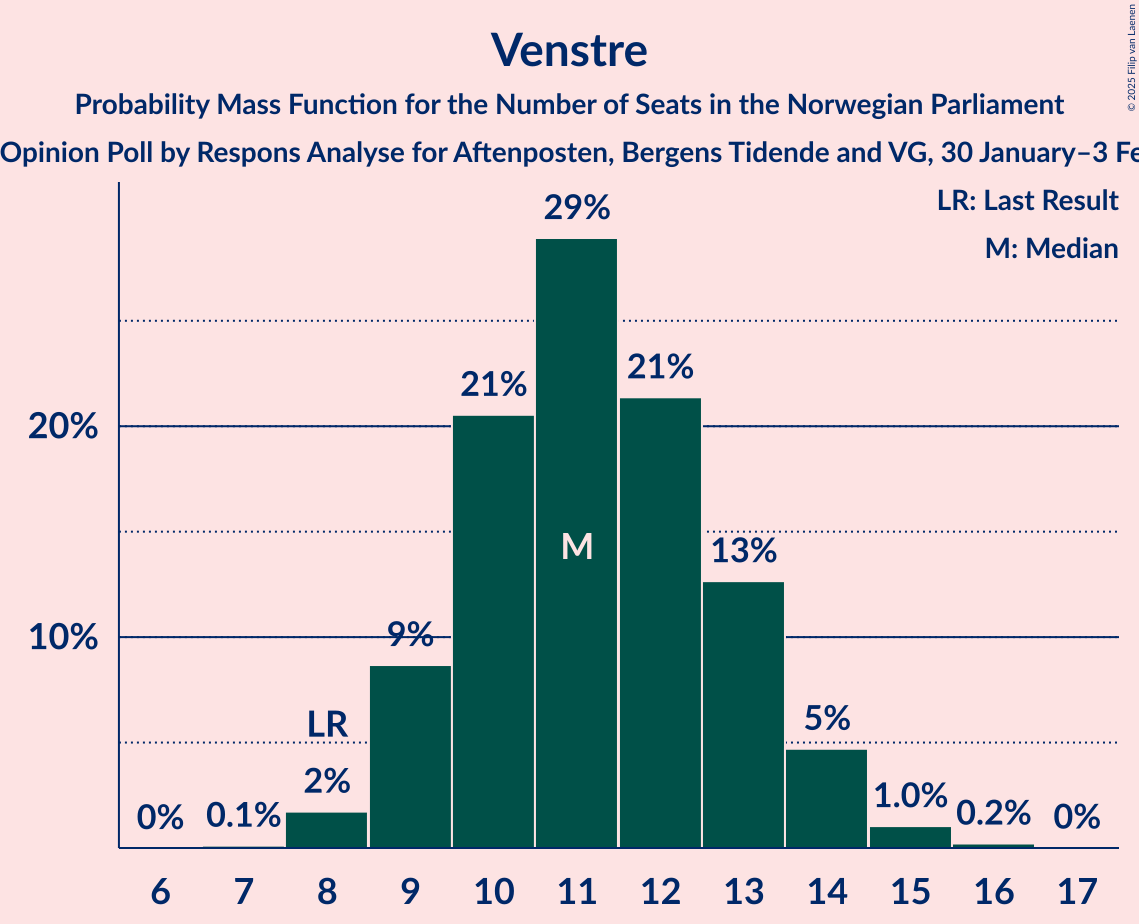 © 2025 Filip van Laenen
Venstre
Probability Mass Function for the Number of Seats in the Norwegian Parliament
Opinion Poll by Respons Analyse for Aftenposten, Bergens Tidende and VG, 30 January–3 Fe
LR: Last Result
M: Median
29%
21%
21%
20%
M
13%
10%
9%
LR
5%
2%
1.0%
0%
0.1%
0.2%
0%
6 7 8 9 10 11 12 13 14 15 16 17